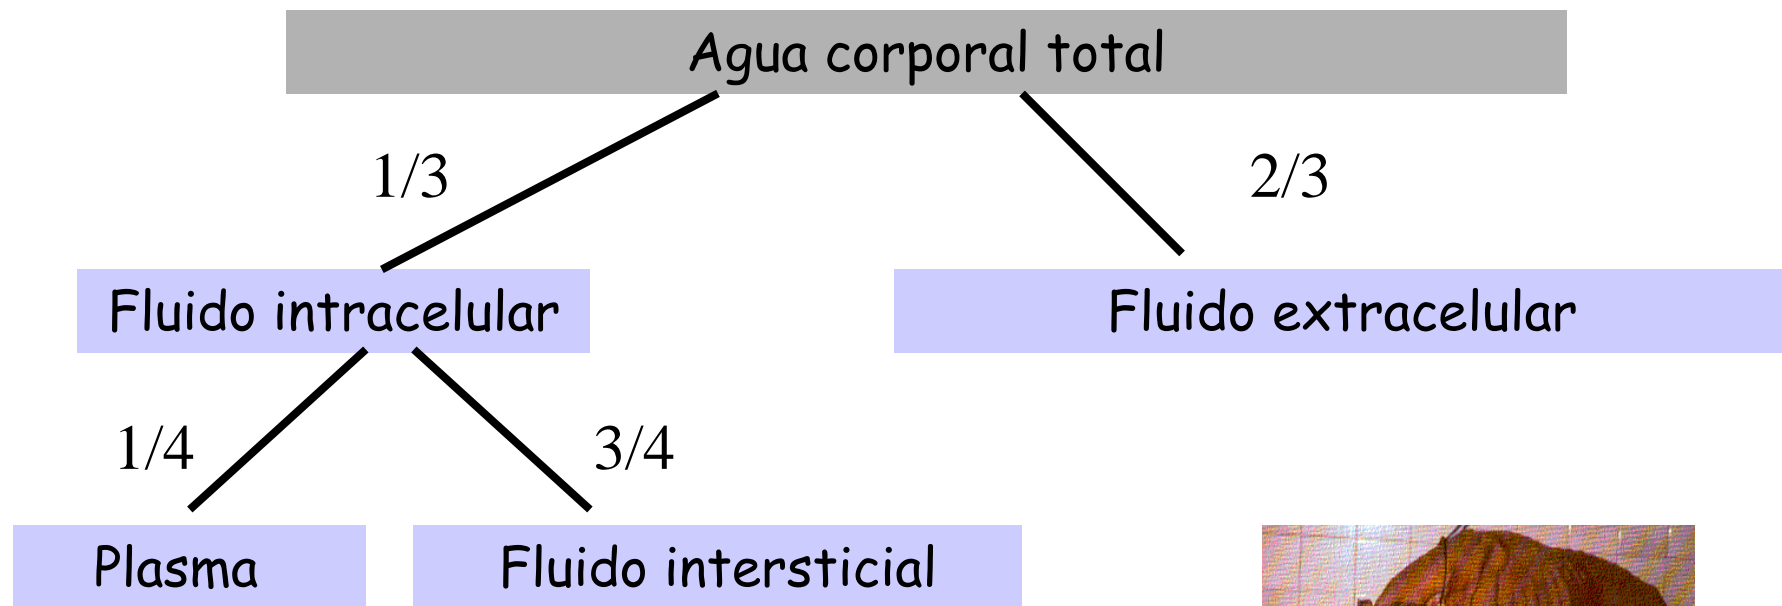 Agua corporal total
1/3
2/3
Fluido intracelular
Fluido extracelular
1/4
3/4
Plasma
Fluido intersticial